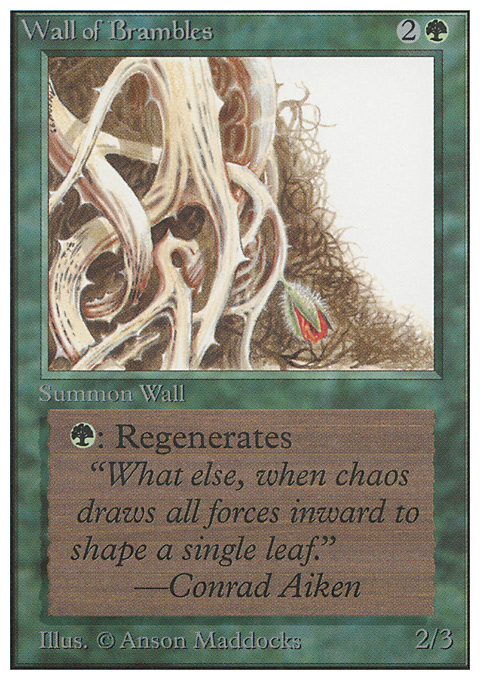 Wall of Brambles 2
Summon Wall
: Regenerates
“What else, when chaos
draws all forces inward to
shape a single leaf.”
—Conrad Aiken
Illus. © Anson Maddocks 2/3